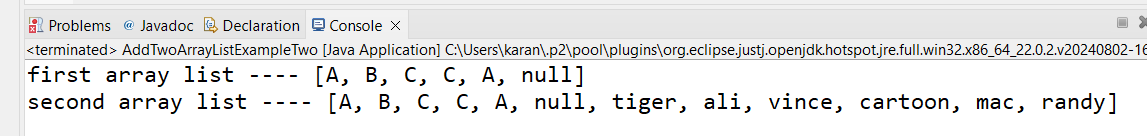 Problems @ Javadoc Declaration Console
<terminated> AddTwoArrayListExampleTwo [Java Application] C:\Users\karan\.p2\pool\plugins\org.eclipse.justj.openjdk.hotspot.jre.full.win32.x86_64_22.0.2.v20240802-16
first array list ---- [A, B, C, C, A, null]
second array list ---- [A, B, C, C, A, null, tiger, ali, vince, cartoon, mac, randy]